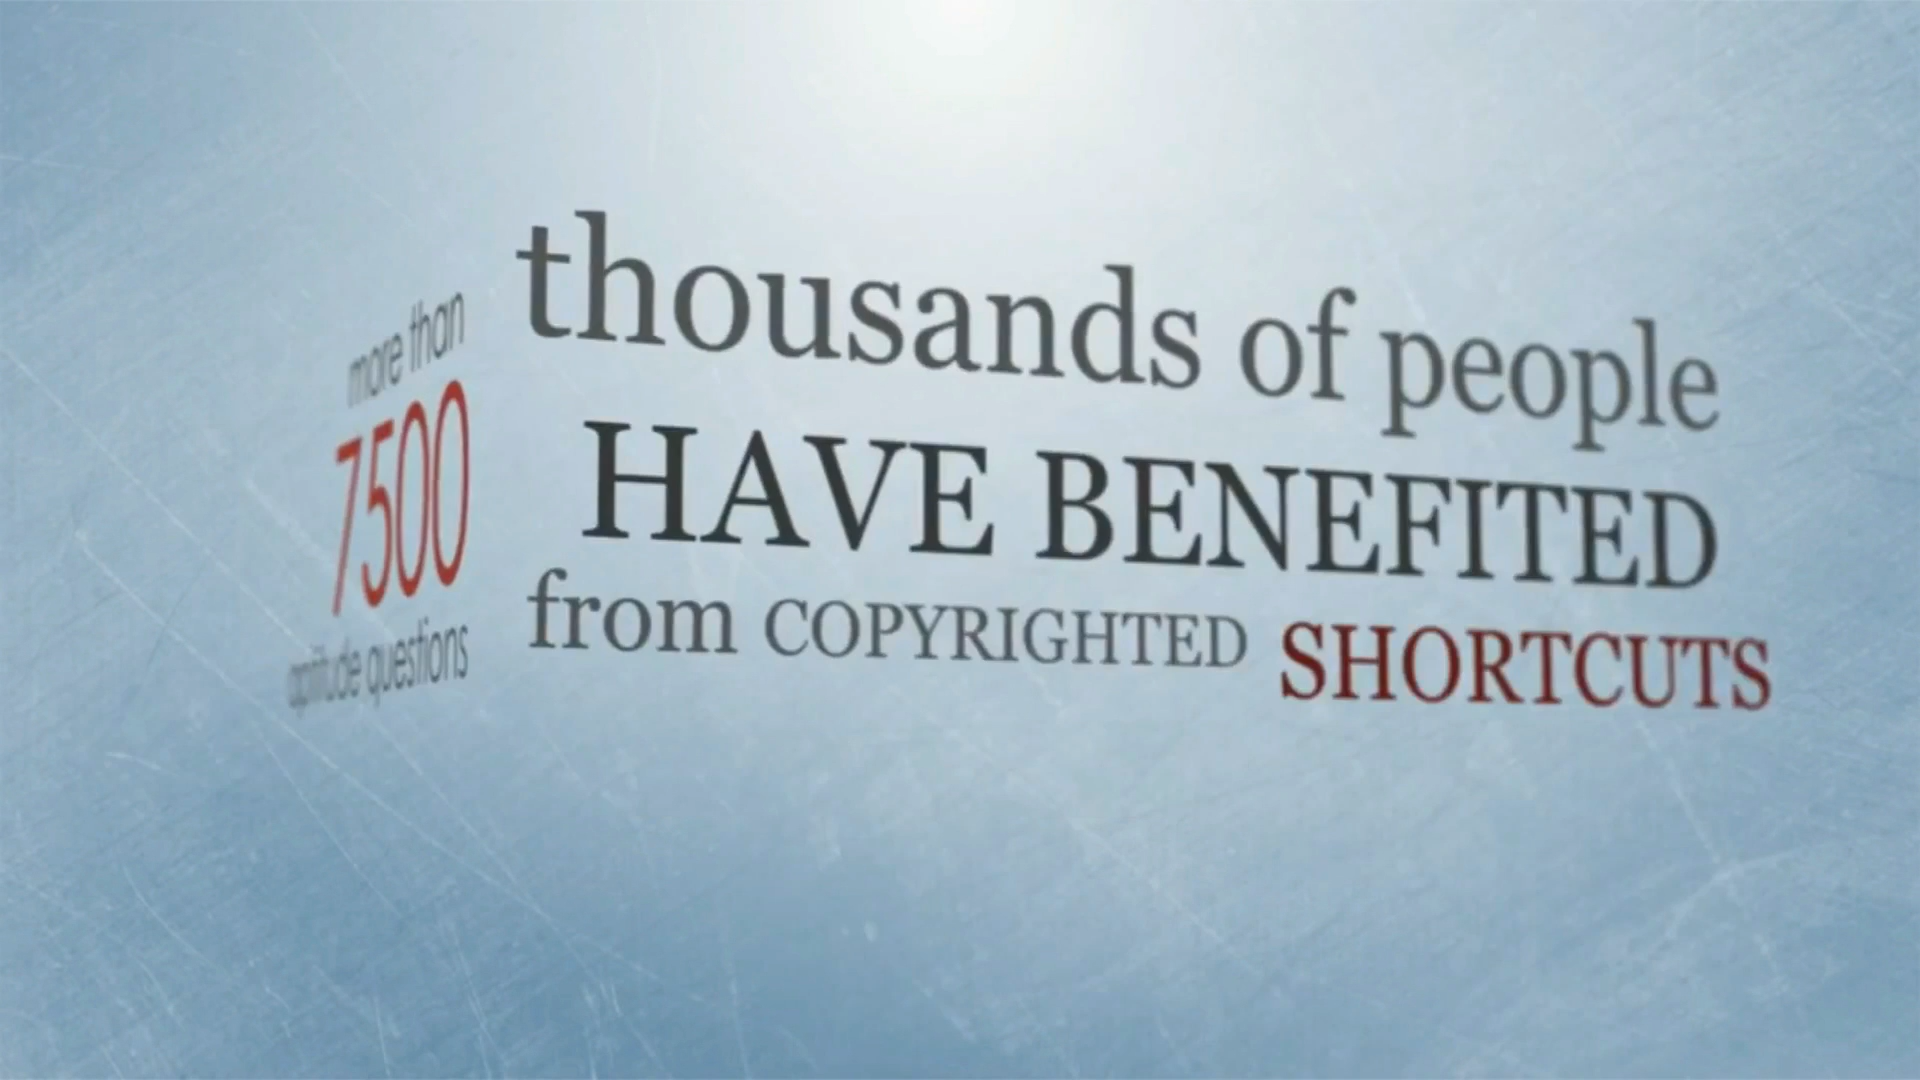 more than
7500
aptitude questions
thousands of people
HAVE BENEFITED
from COPYRIGHTED SHORTCUTS